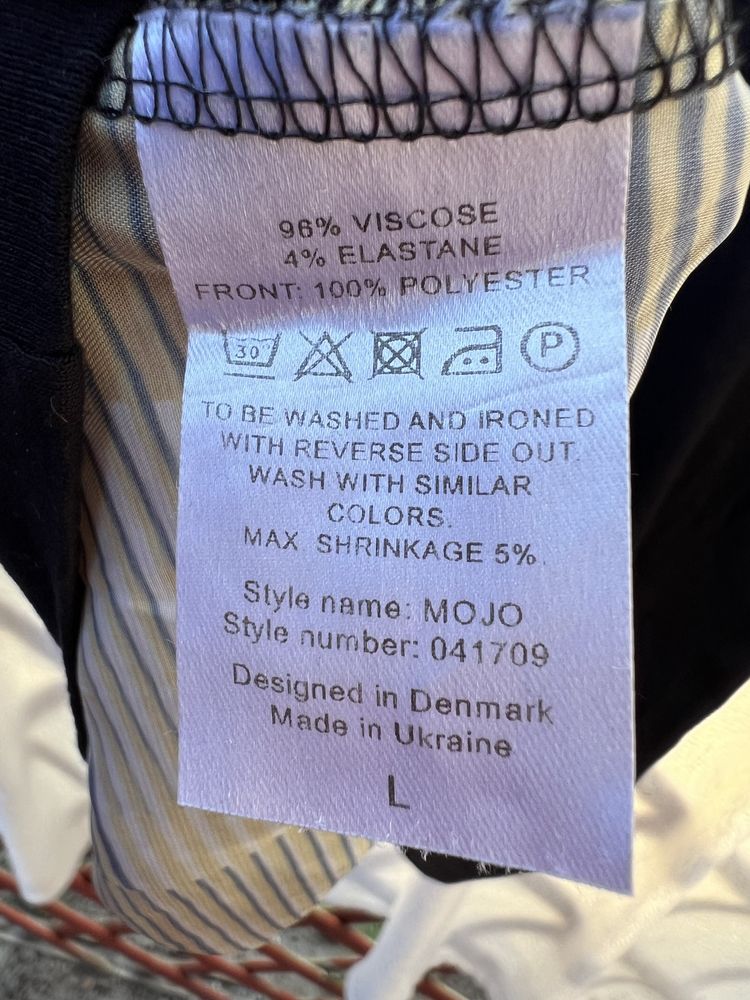 96% VISCOSE
4% ELASTANE
FRONT: 100% POLYESTER
30°
P
TO BE WASHED AND IRONED
WITH REVERSE SIDE OUT.
WASH WITH SIMILAR
COLORS.
MAX. SHRINKAGE 5%.
Style name: MOJO
Style number: 041709
Designed in Denmark
Made in Ukraine
L